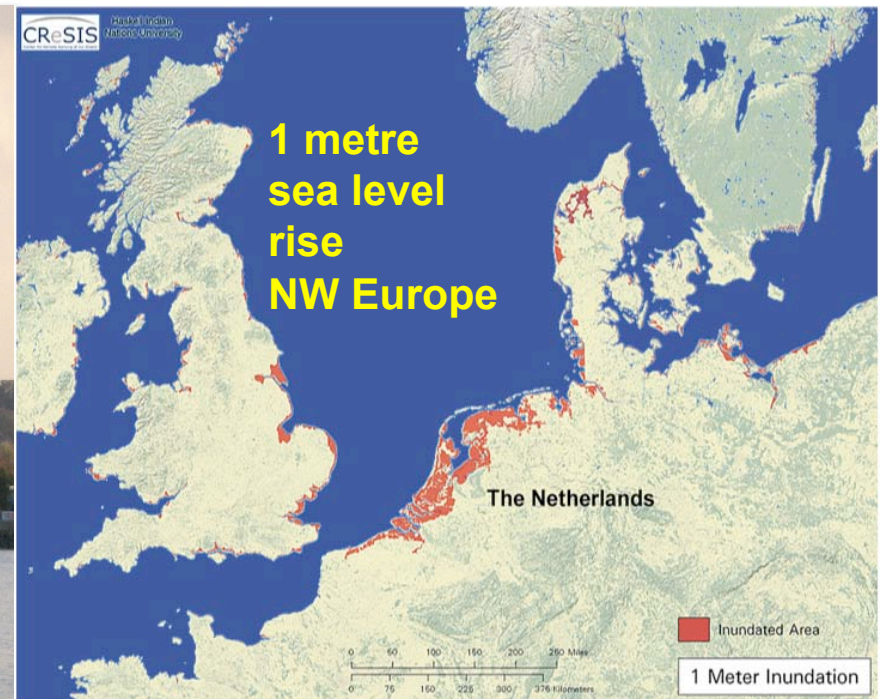 CReSIS
Haskell Indian
Nations University
1 metre
sea level
rise
NW Europe
The Netherlands
Inundated Area
0 50 100 150 200 250 Miles
0 75 150 225 300 375 Kilometers
1 Meter Inundation